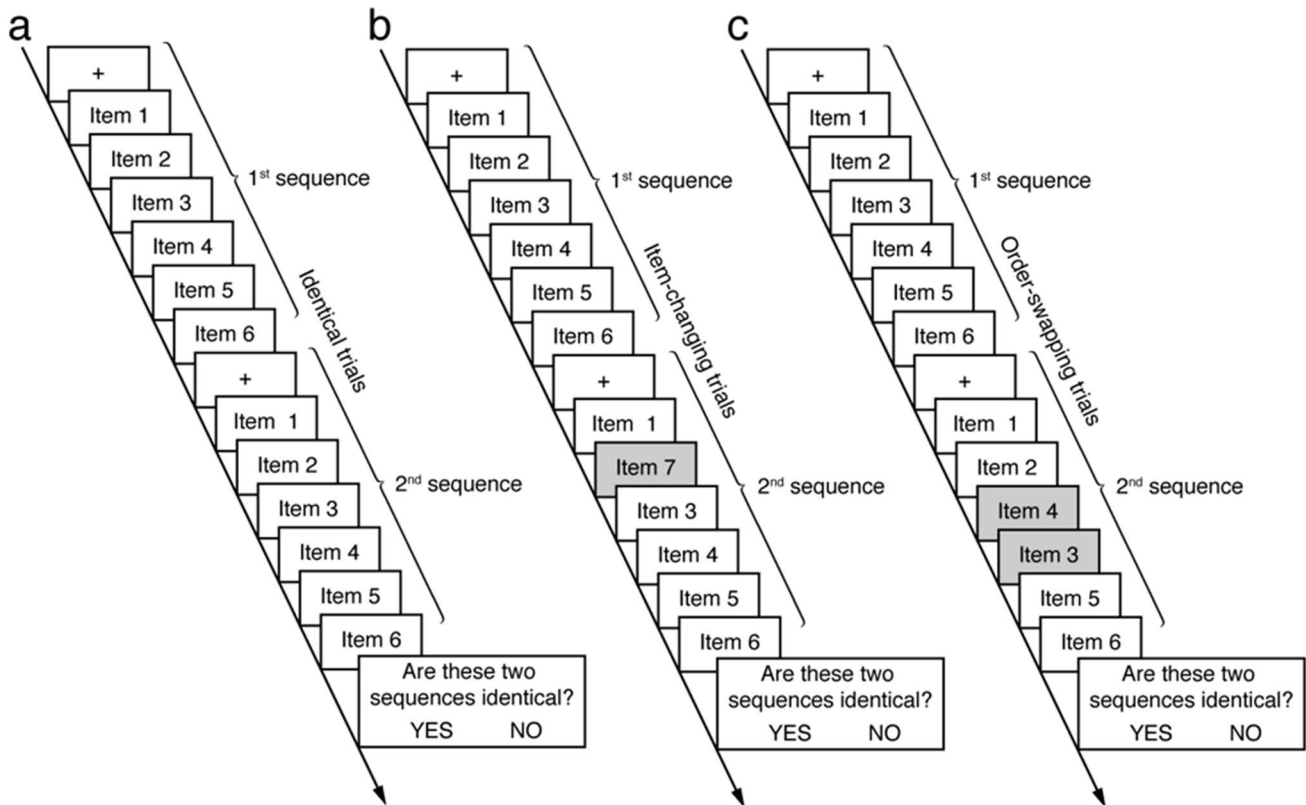 a
+
Item 1
Item 2
Item 3
Item 4
Item 5
Item 6
1st sequence
Identical trials
+
Item 1
Item 2
Item 3
Item 4
Item 5
Item 6
2nd sequence
Are these two
sequences identical?
YES NO
b
+
Item 1
Item 2
Item 3
Item 4
Item 5
Item 6
1st sequence
Item-changing trials
+
Item 1
Item 7
Item 3
Item 4
Item 5
Item 6
2nd sequence
Are these two
sequences identical?
YES NO
c
+
Item 1
Item 2
Item 3
Item 4
Item 5
Item 6
1st sequence
Order-swapping trials
+
Item 1
Item 2
Item 4
Item 3
Item 5
Item 6
2nd sequence
Are these two
sequences identical?
YES NO